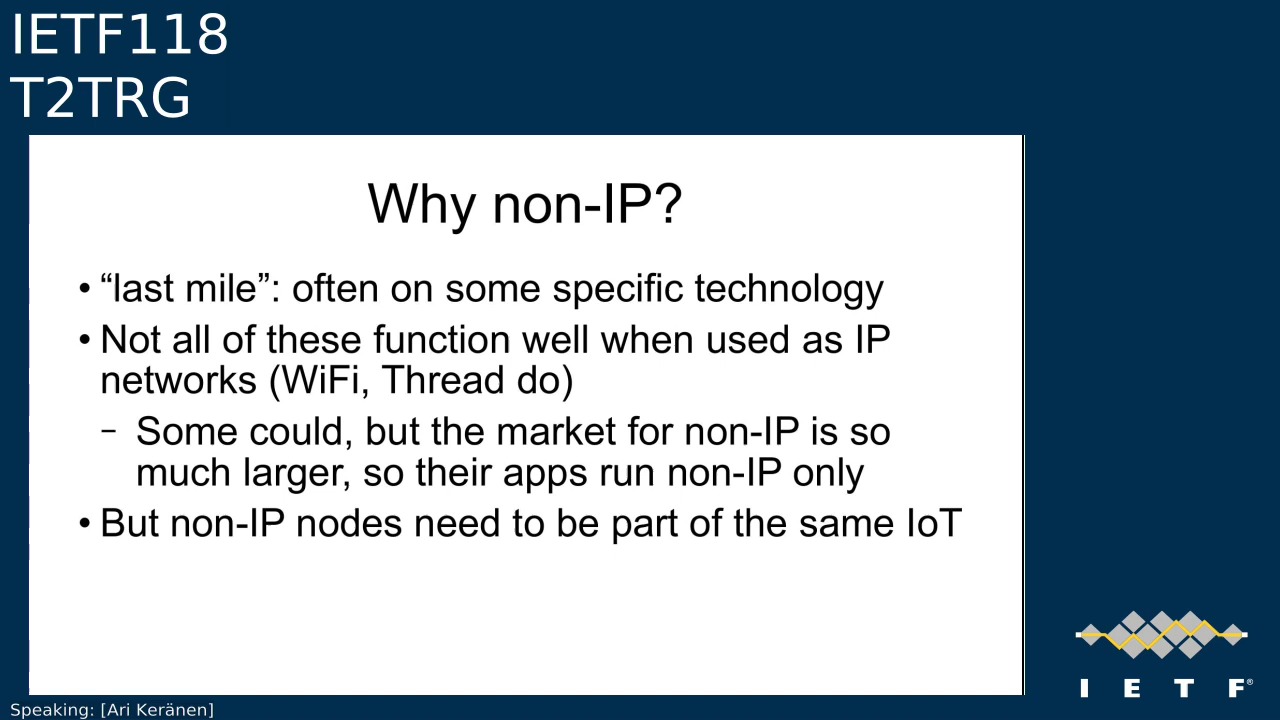 IETF118
T2TRG
Why non-IP?
• “last mile”: often on some specific technology
• Not all of these function well when used as IP
networks (WiFi, Thread do)
– Some could, but the market for non-IP is so
much larger, so their apps run non-IP only
• But non-IP nodes need to be part of the same IoT
I E T F®
Speaking: [Ari Keränen]